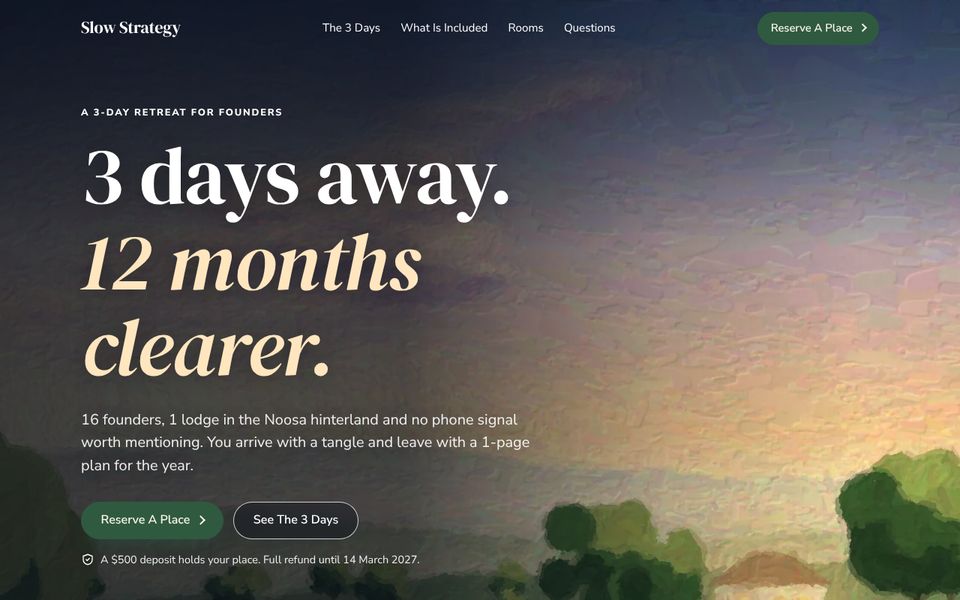 Slow Strategy
The 3 Days
What Is Included
Rooms
Questions
Reserve A Place
A 3-DAY RETREAT FOR FOUNDERS
3 days away.
12 months
clearer.
16 founders, 1 lodge in the Noosa hinterland and no phone signal
worth mentioning. You arrive with a tangle and leave with a 1-page
plan for the year.
Reserve A Place
See The 3 Days
A $500 deposit holds your place. Full refund until 14 March 2027.